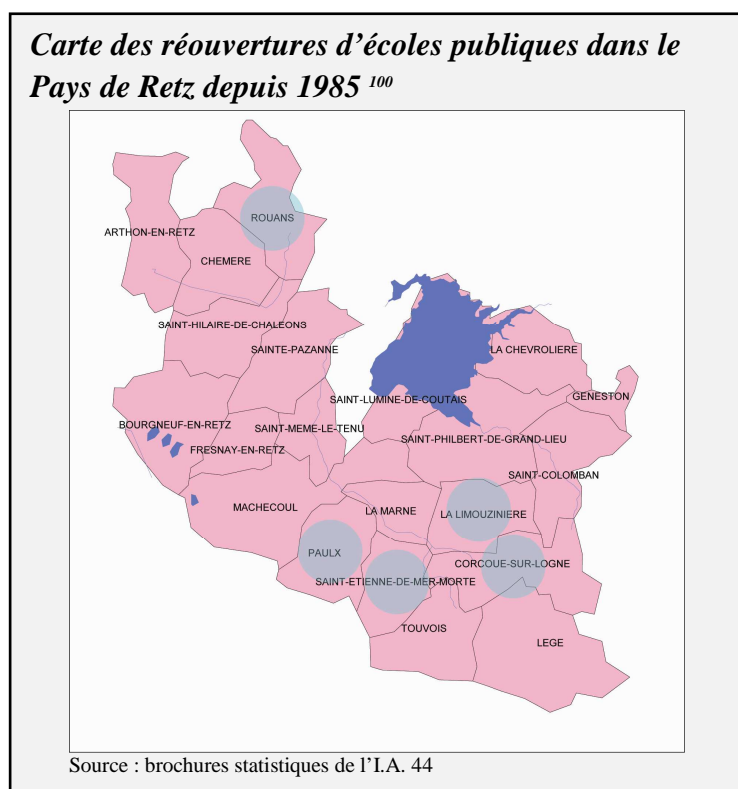 Carte des réouvertures d’écoles publiques dans le
Pays de Retz depuis 1985 100
ROUANS
ARTHON-EN-RETZ
CHEMERE
SAINT-HILAIRE-DE-CHALEONS
SAINTE-PAZANNE
LA CHEVROLIERE
SAINT-LUMINE-DE-COUTAIS
GENESTON
BOURGNEUF-EN-RETZ
SAINT-MEME-LE-TENU
SAINT-PHILBERT-DE-GRAND-LIEU
FRESNAY-EN-RETZ
SAINT-COLOMBAN
MACHECOUL
LA MARNE
LA LIMOUZINIERE
PAULX
CORCOUE-SUR-LOGNE
SAINT-ETIENNE-DE-MER-MORTE
TOUVOIS
LEGE
Source : brochures statistiques de l’I.A. 44